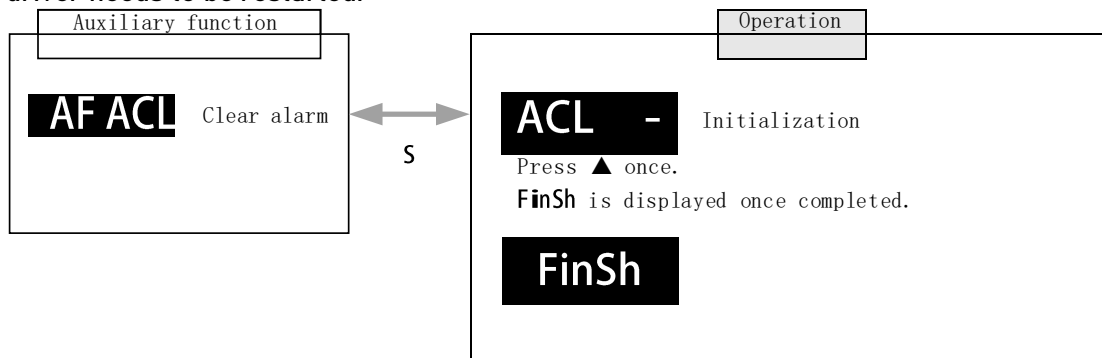 driver needs to be restarted.
Auxiliary function
AF ACL Clear alarm
S
Operation
ACL - Initialization
Press ▲ once.
FinSh is displayed once completed.
FinSh